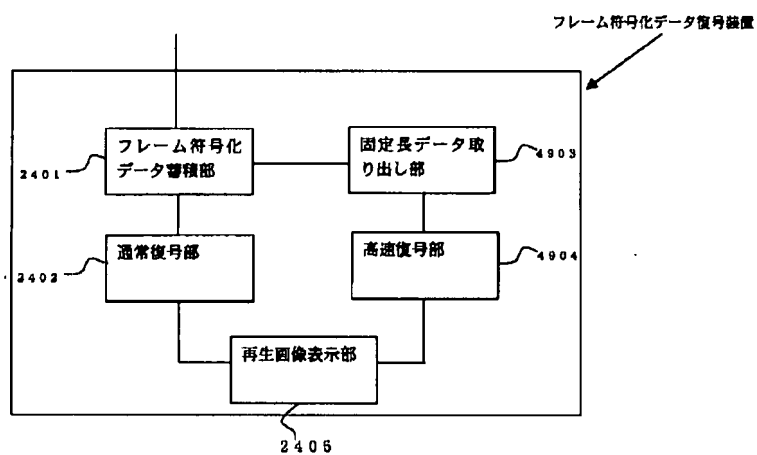 フレーム符号化データ復号装置
フレーム符号化
データ蓄積部
固定長データ取
り出し部
2401
4903
通常復号部
高速復号部
2402
4904
再生画像表示部
2405